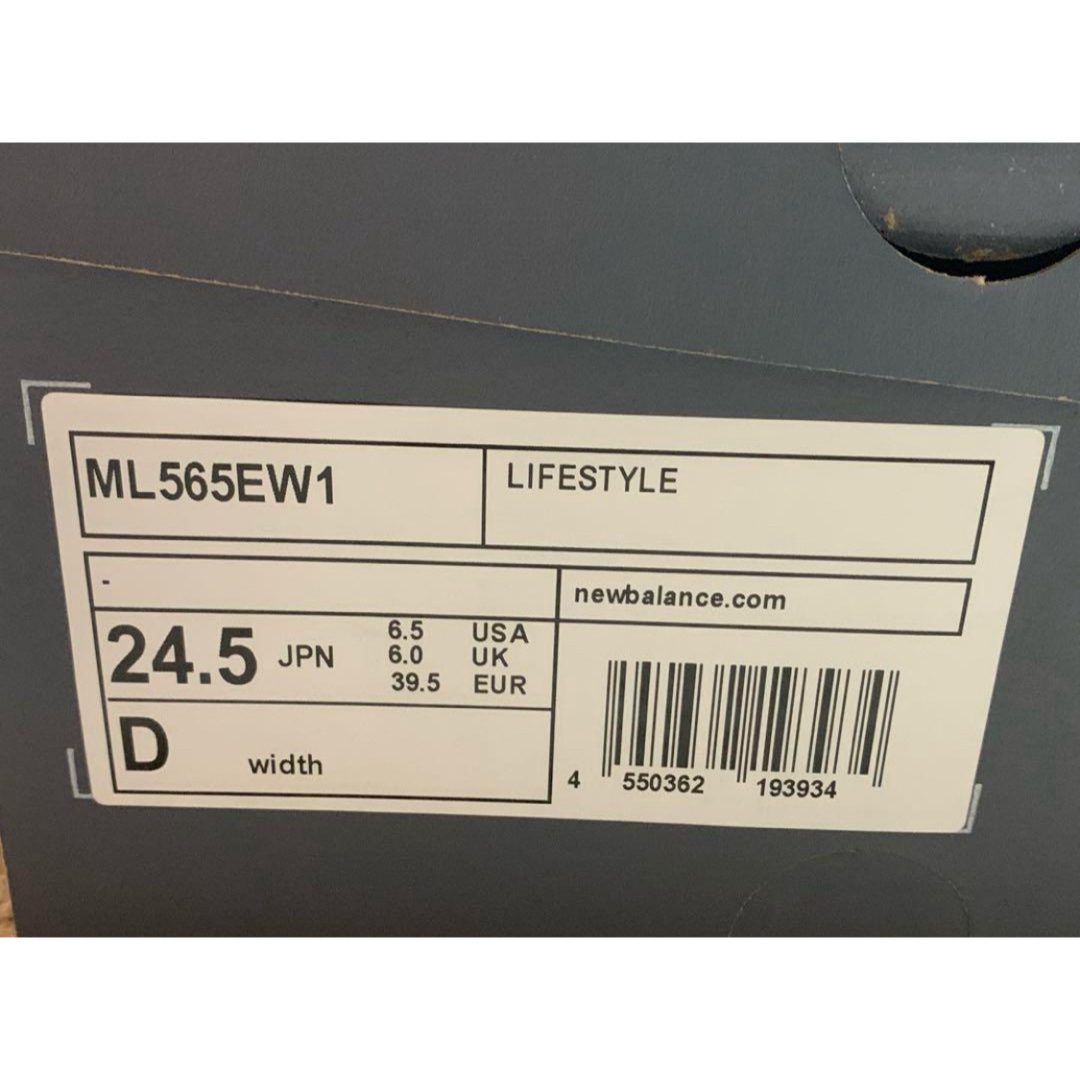 ML565EW1
LIFESTYLE
-
newbalance.com
24.5 JPN
6.5 USA
6.0 UK
39.5 EUR
D width
4 550362 193934